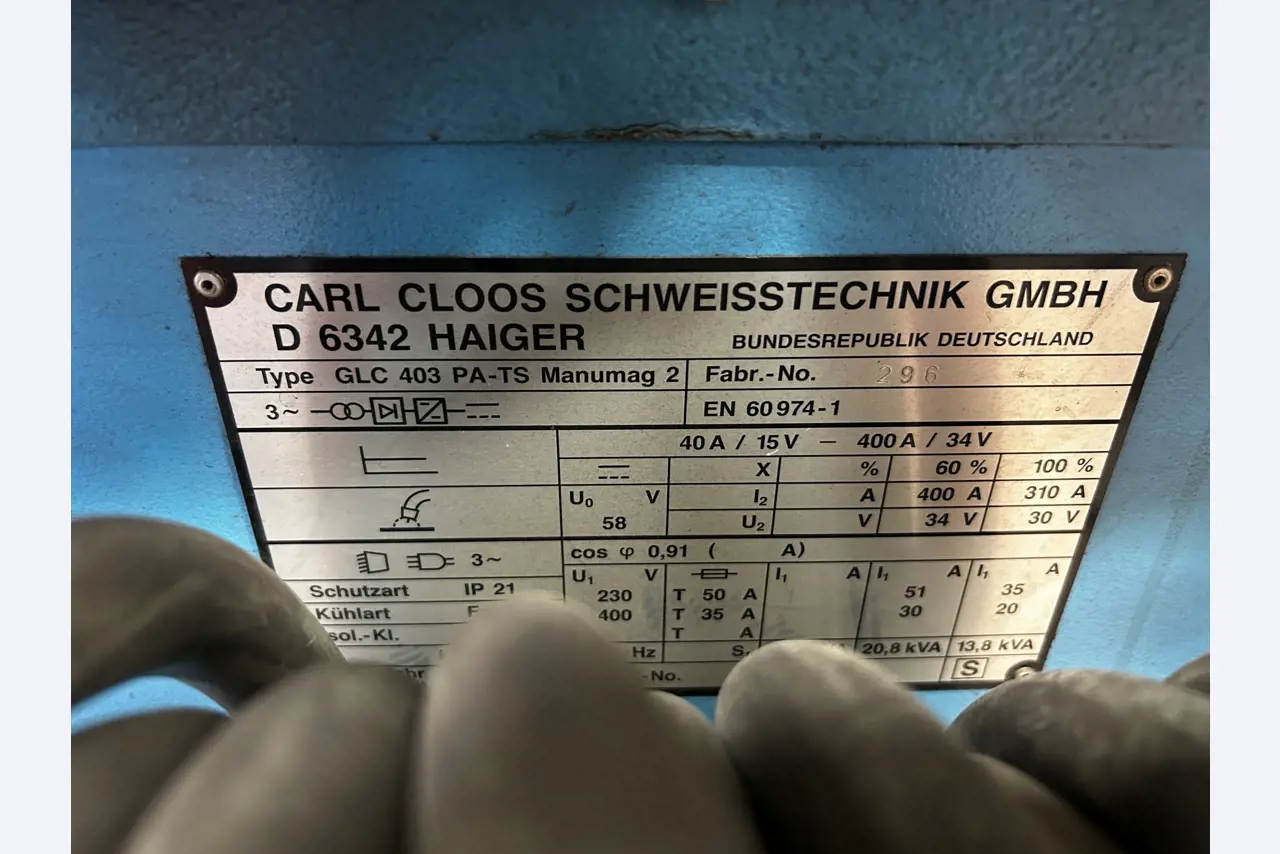 CARL CLOOS SCHWEISSTECHNIK GMBH
D 6342 HAIGER BUNDESREPUBLIK DEUTSCHLAND
Type GLC 403 PA-TS Manumag 2 Fabr.-No. 296
3~ EN 60974-1
40 A / 15 V — 400 A / 34 V
X % 60 % 100 %
U₀ V I₂ A 400 A 310 A
58 U₂ V 34 V 30 V
3~ cos φ 0,91 ( A)
U₁ V I₁ A I₁ A I₁ A
Schutzart IP 21 230 T 50 A 51 35
Kühlart 400 T 35 A 30 20
sol.-Kl. T A
Hz 20,8 kVA 13,8 kVA
-No. S